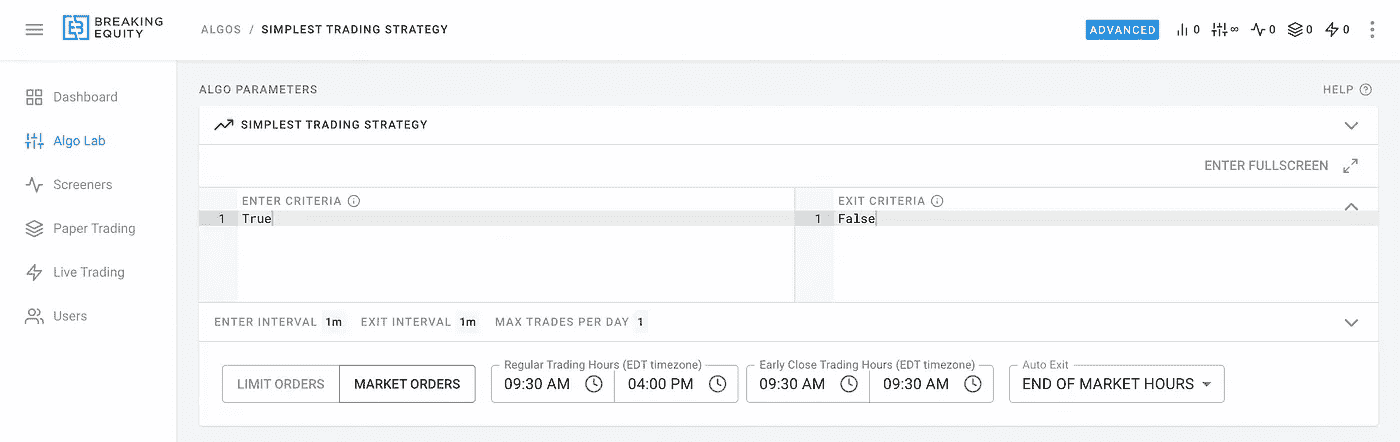 BREAKING
EQUITY
ALGOS / SIMPLEST TRADING STRATEGY
ADVANCED 0 ∞ 0 0 0
Dashboard
Algo Lab
Screeners
Paper Trading
Live Trading
Users
ALGO PARAMETERS
HELP
SIMPLEST TRADING STRATEGY
ENTER FULLSCREEN
ENTER CRITERIA
1 True
EXIT CRITERIA
1 False
ENTER INTERVAL 1m EXIT INTERVAL 1m MAX TRADES PER DAY 1
LIMIT ORDERS MARKET ORDERS
Regular Trading Hours (EDT timezone)
09:30 AM 04:00 PM
Early Close Trading Hours (EDT timezone)
09:30 AM 09:30 AM
Auto Exit
END OF MARKET HOURS